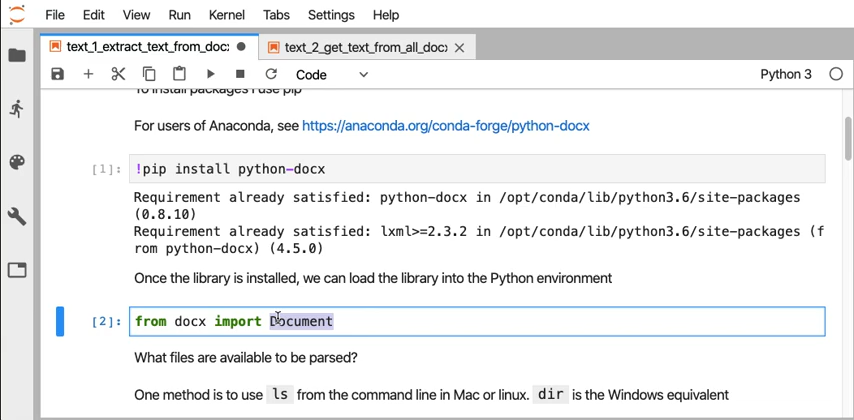 File Edit View Run Kernel Tabs Settings Help
text_1_extract_text_from_doc: text_2_get_text_from_all_doc:
Code Python 3
To install packages I use pip
For users of Anaconda, see https://anaconda.org/conda-forge/python-docx
[1]: !pip install python-docx
Requirement already satisfied: python-docx in /opt/conda/lib/python3.6/site-packages
(0.8.10)
Requirement already satisfied: lxml>=2.3.2 in /opt/conda/lib/python3.6/site-packages (f
rom python-docx) (4.5.0)
Once the library is installed, we can load the library into the Python environment
[2]: from docx import Document
What files are available to be parsed?
One method is to use ls from the command line in Mac or linux. dir is the Windows equivalent